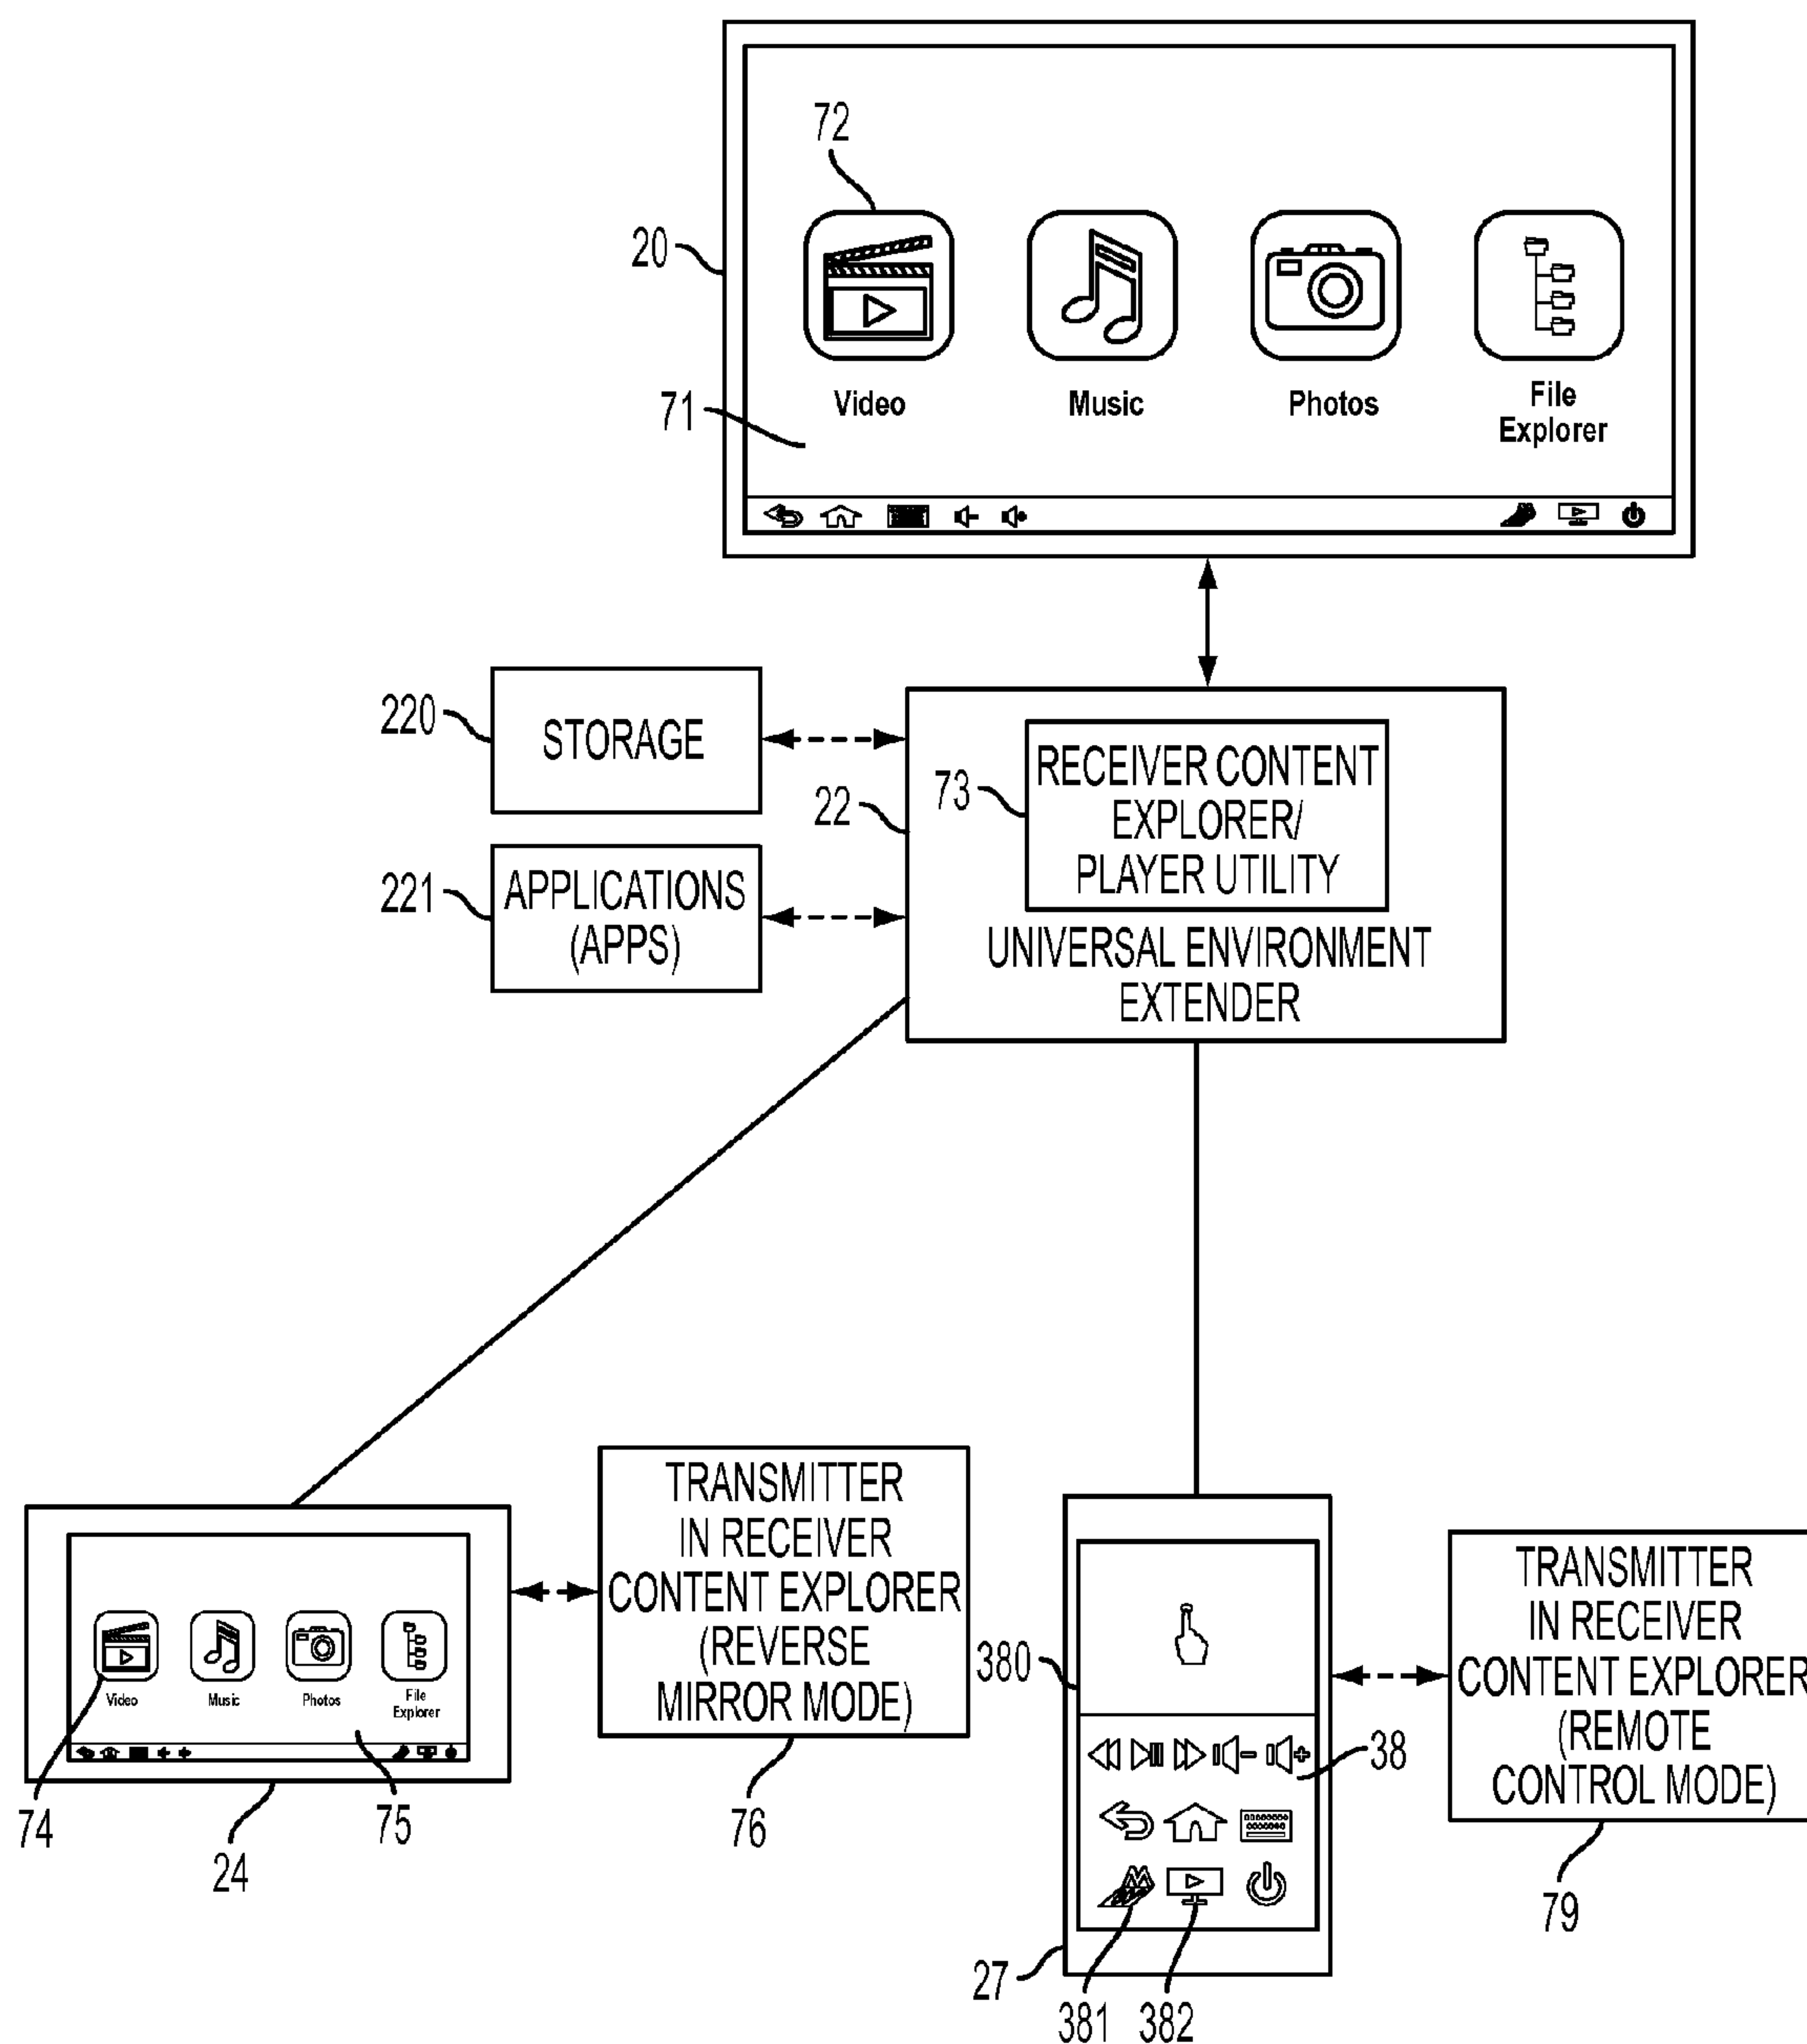 72
20
Video
Music
Photos
File
Explorer
71
220
STORAGE
22
73
RECEIVER CONTENT
EXPLORER/
PLAYER UTILITY
221
APPLICATIONS
(APPS)
UNIVERSAL ENVIRONMENT
EXTENDER
TRANSMITTER
IN RECEIVER
CONTENT EXPLORER
(REVERSE
MIRROR MODE)
76
Video
Music
Photos
File
Explorer
74
24
75
380
38
TRANSMITTER
IN RECEIVER
CONTENT EXPLORER
(REMOTE
CONTROL MODE)
79
27
381
382